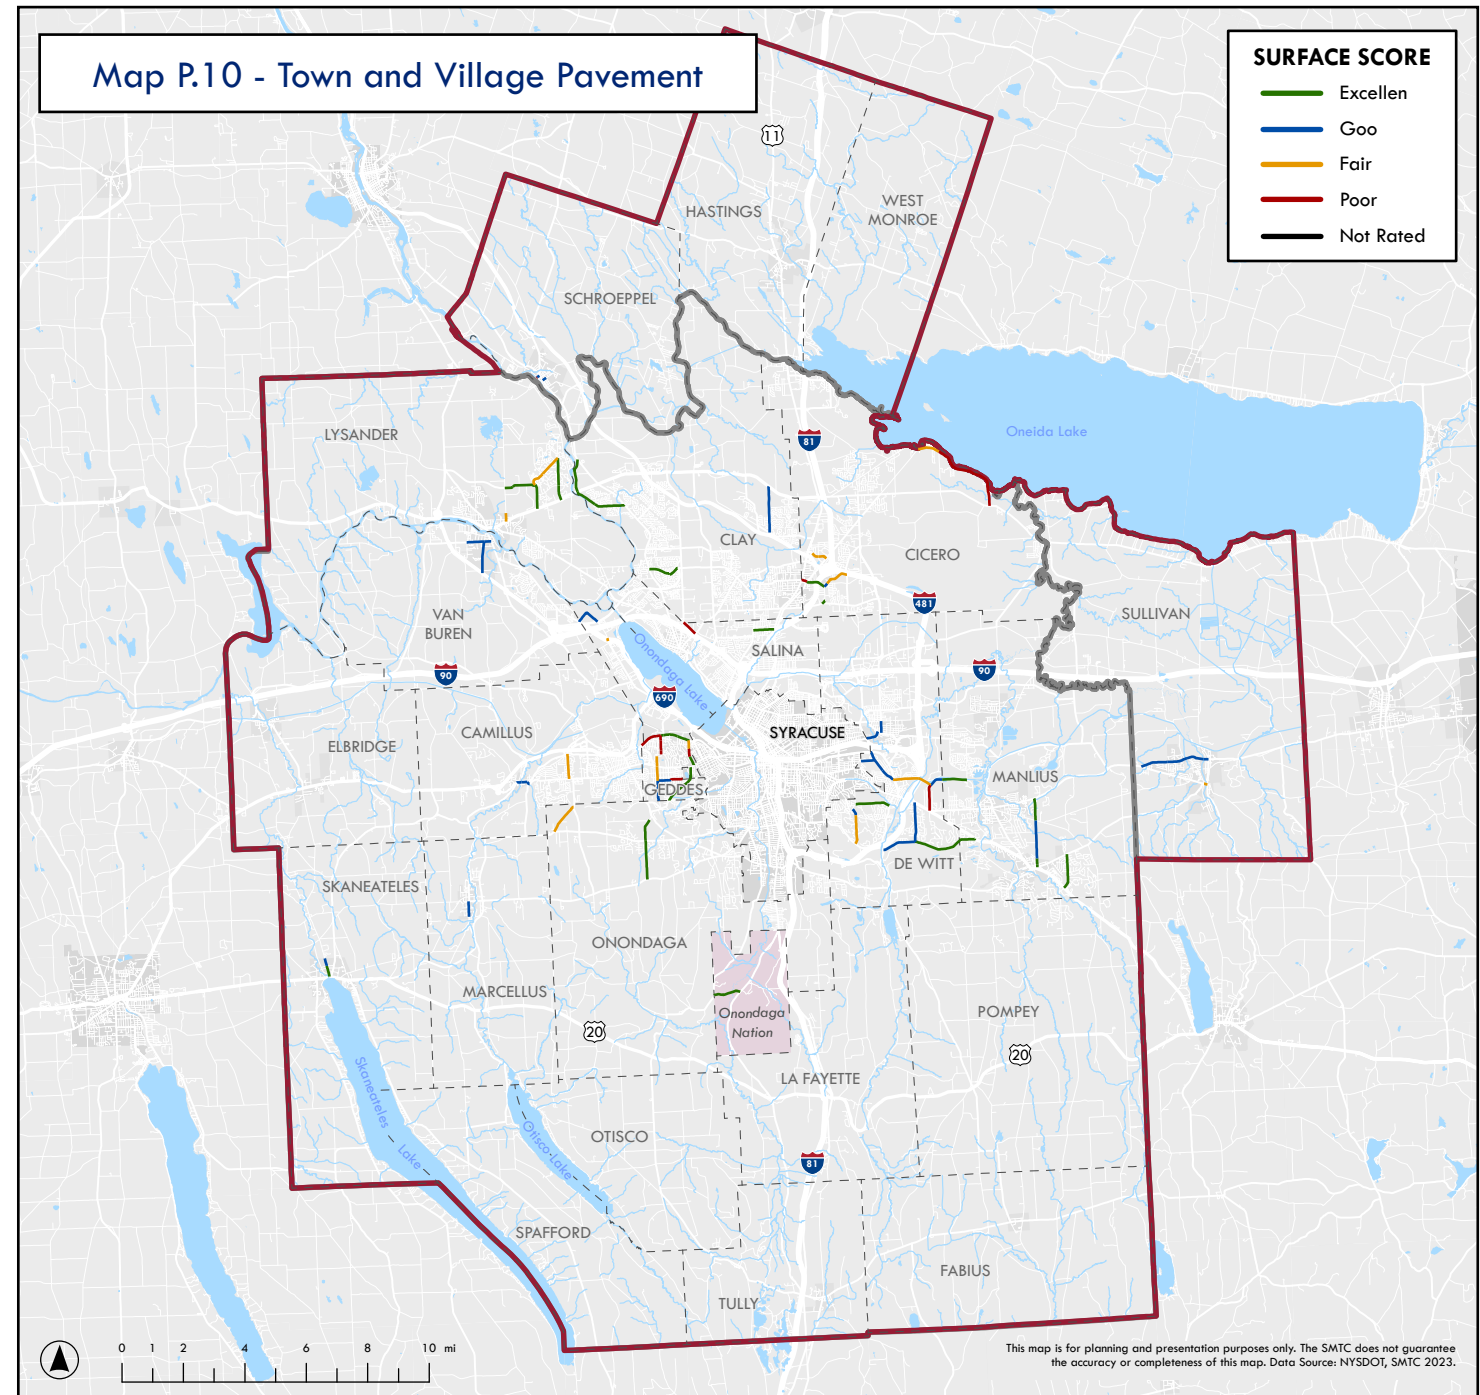 Map P.10 - Town and Village Pavement
SURFACE SCORE
Excellen
Goo
Fair
Poor
Not Rated
11
HASTINGS
WEST
MONROE
SCHROEPPEL
LYSANDER
81
Oneida Lake
CLAY
CICERO
481
SULLIVAN
VAN
BUREN
Onondaga Lake
SALINA
90
90
690
ELBRIDGE
CAMILLUS
SYRACUSE
GEDDES
MANLIUS
DE WITT
SKANEATELES
ONONDAGA
MARCELLUS
20
Onondaga
Nation
POMPEY
20
LA FAYETTE
Skaneateles
Lake
Otisco Lake
OTISCO
81
SPAFFORD
FABIUS
TULLY
0 1 2 4 6 8 10 mi
This map is for planning and presentation purposes only. The SMTC does not guarantee
the accuracy or completeness of this map. Data Source: NYSDOT, SMTC 2023.